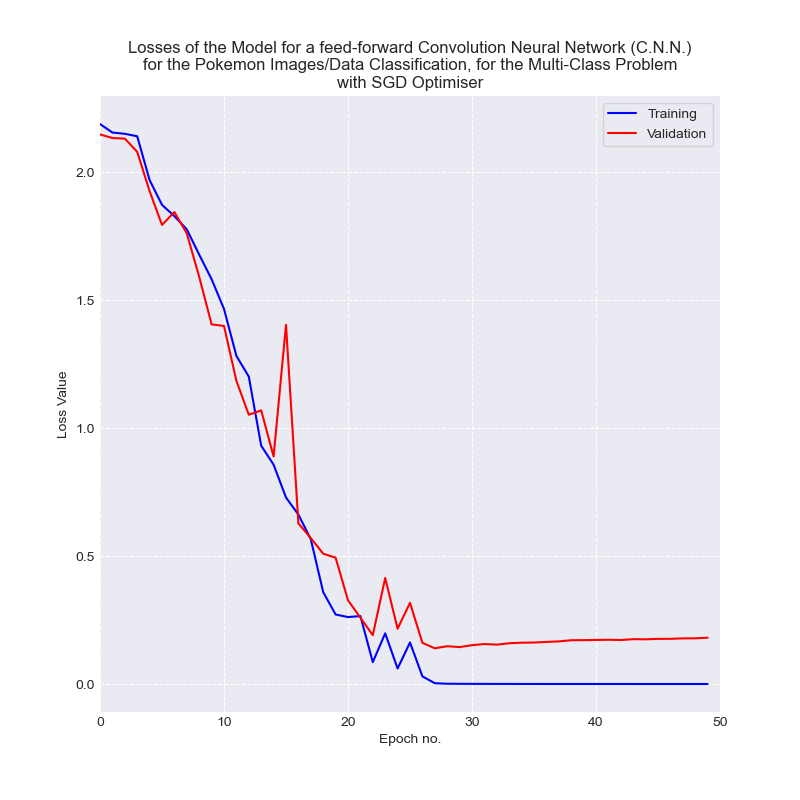 Losses of the Model for a feed-forward Convolution Neural Network (C.N.N.)
for the Pokemon Images/Data Classification, for the Multi-Class Problem
with SGD Optimiser
Training
Validation
2.0
1.5
1.0
0.5
0.0
Loss Value
0 10 20 30 40 50
Epoch no.